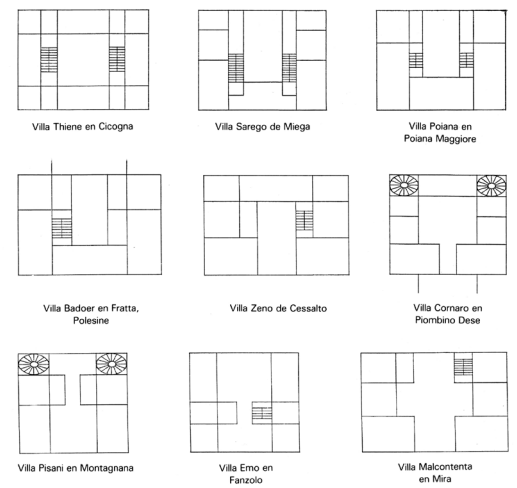 Villa Thiene en Cicogna
Villa Sarego de Miega
Villa Poiana en
Poiana Maggiore
Villa Badoer en Fratta,
Polesine
Villa Zeno de Cessalto
Villa Cornaro en
Piombino Dese
Villa Pisani en Montagnana
Villa Emo en
Fanzolo
Villa Malcontenta
en Mira